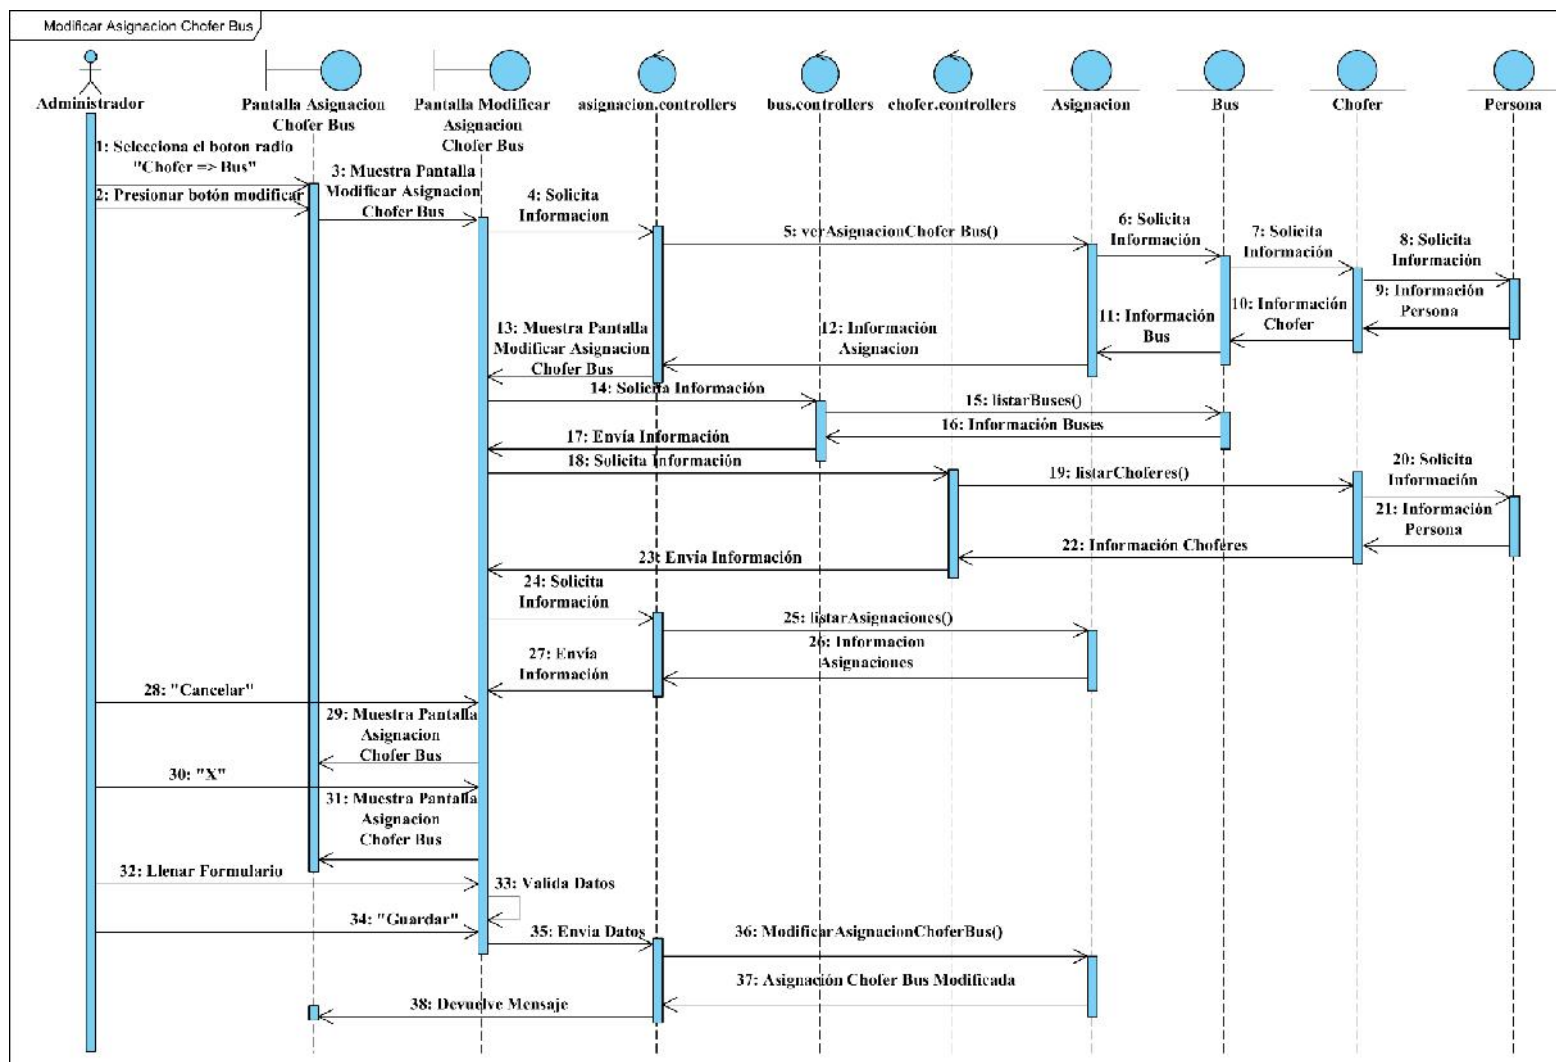 Modificar Asignacion Chofer Bus
Administrador
Pantalla Asignacion
Chofer Bus
Pantalla Modificar
Asignacion
Chofer Bus
asignacion.controllers
bus.controllers
chofer.controllers
Asignacion
Bus
Chofer
Persona
1: Selecciona el boton radio
"Chofer => Bus"
2: Presionar botón modificar
3: Muestra Pantalla
Modificar Asignacion
Chofer Bus
4: Solicita
Informacion
5: verAsignacionChofer Bus()
6: Solicita
Información
7: Solicita
Información
8: Solicita
Información
9: Información
Persona
10: Información
Chofer
11: Información
Bus
12: Información
Asignacion
13: Muestra Pantalla
Modificar Asignacion
Chofer Bus
14: Solicita Información
15: listarBuses()
16: Información Buses
17: Envía Información
18: Solicita Información
19: listarChoferes()
20: Solicita
Información
21: Información
Persona
22: Información Choferes
23: Envia Información
24: Solicita
Información
25: listarAsignaciones()
26: Informacion
Asignaciones
27: Envía
Información
28: "Cancelar"
29: Muestra Pantalla
Asignacion
Chofer Bus
30: "X"
31: Muestra Pantalla
Asignacion
Chofer Bus
32: Llenar Formulario
33: Valida Datos
34: "Guardar"
35: Envia Datos
36: ModificarAsignacionChoferBus()
37: Asignación Chofer Bus Modificada
38: Devuelve Mensaje